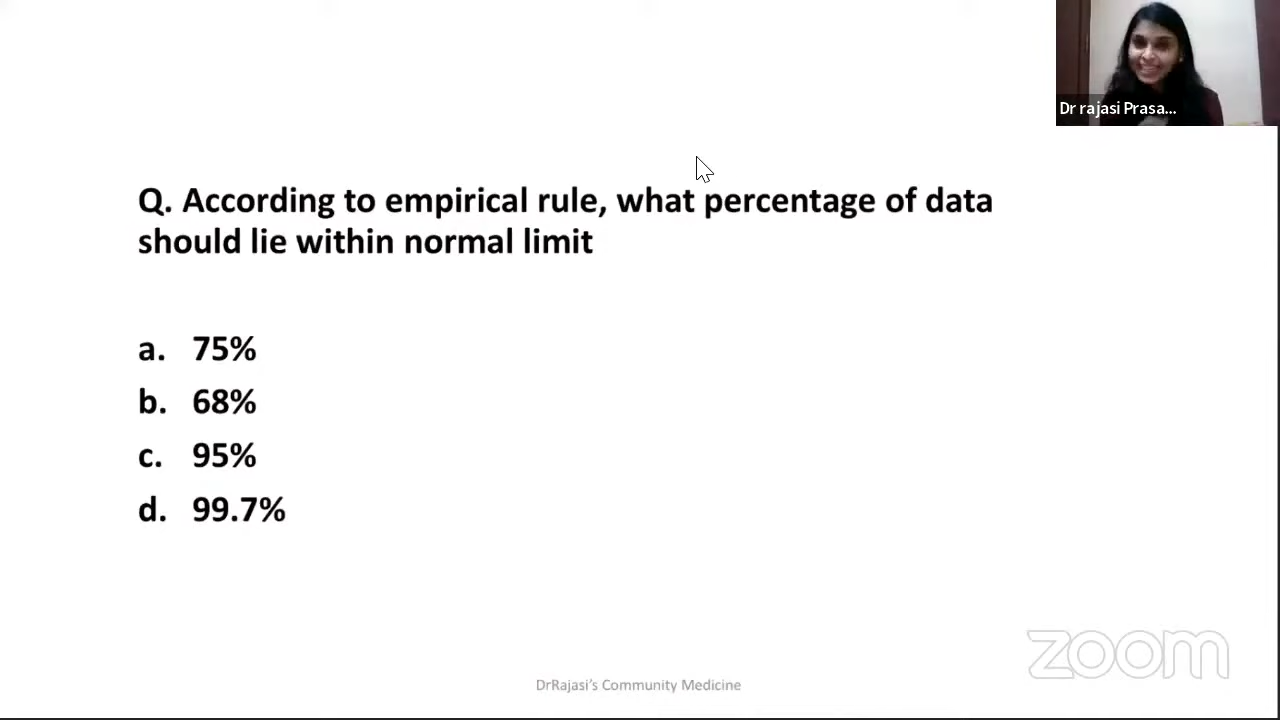 Dr rajasi Prasa...
Q. According to empirical rule, what percentage of data
should lie within normal limit
a. 75%
b. 68%
c. 95%
d. 99.7%
zoom
DrRajasi's Community Medicine